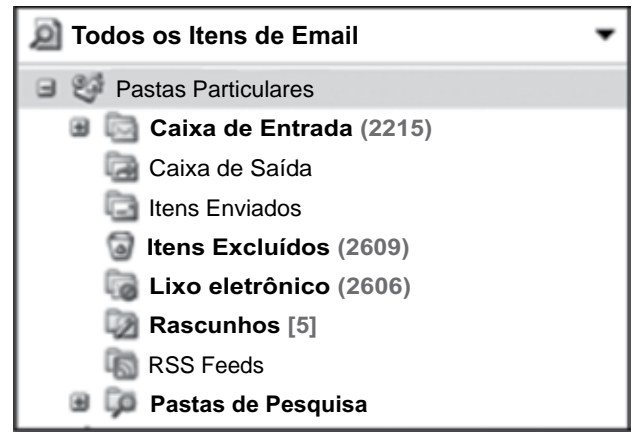 Todos os Itens de Email
Pastas Particulares
Caixa de Entrada (2215)
Caixa de Saída
Itens Enviados
Itens Excluídos (2609)
Lixo eletrônico (2606)
Rascunhos [5]
RSS Feeds
Pastas de Pesquisa